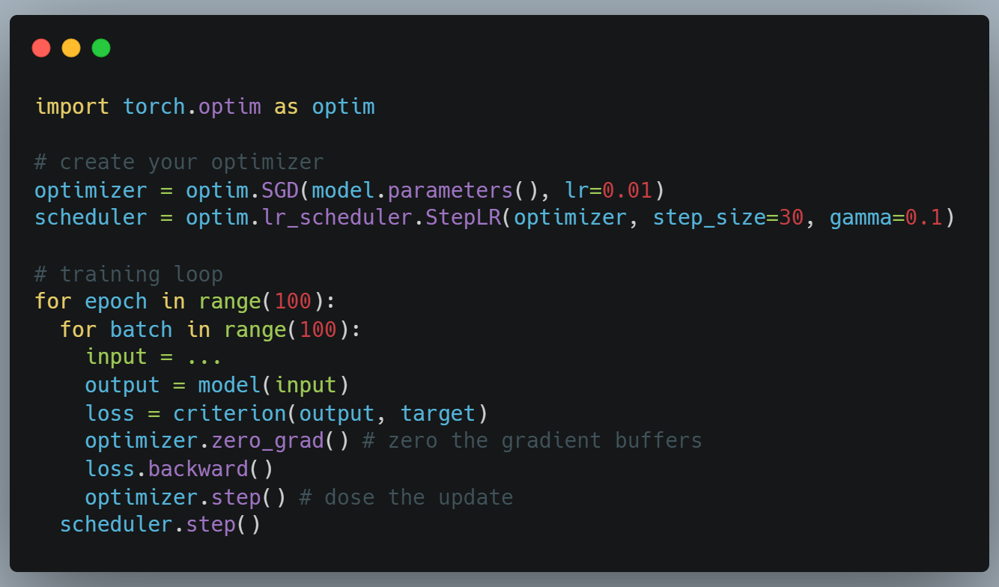 import torch.optim as optim

# create your optimizer
optimizer = optim.SGD(model.parameters(), lr=0.01)
scheduler = optim.lr_scheduler.StepLR(optimizer, step_size=30, gamma=0.1)

# training loop
for epoch in range(100):
  for batch in range(100):
    input = ...
    output = model(input)
    loss = criterion(output, target)
    optimizer.zero_grad() # zero the gradient buffers
    loss.backward()
    optimizer.step() # dose the update
  scheduler.step()